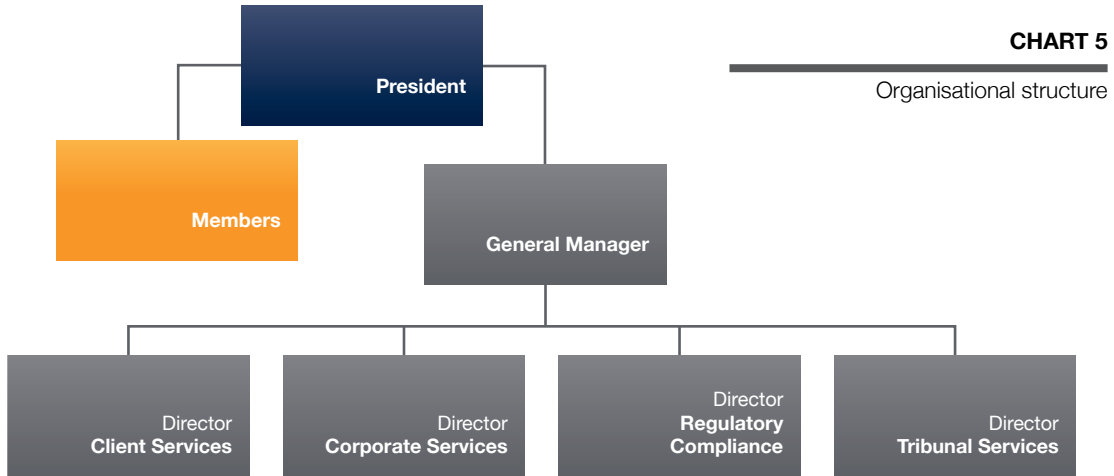 CHART 5
Organisational structure
President
Members
General Manager
Director
Client Services
Director
Corporate Services
Director
Regulatory
Compliance
Director
Tribunal Services